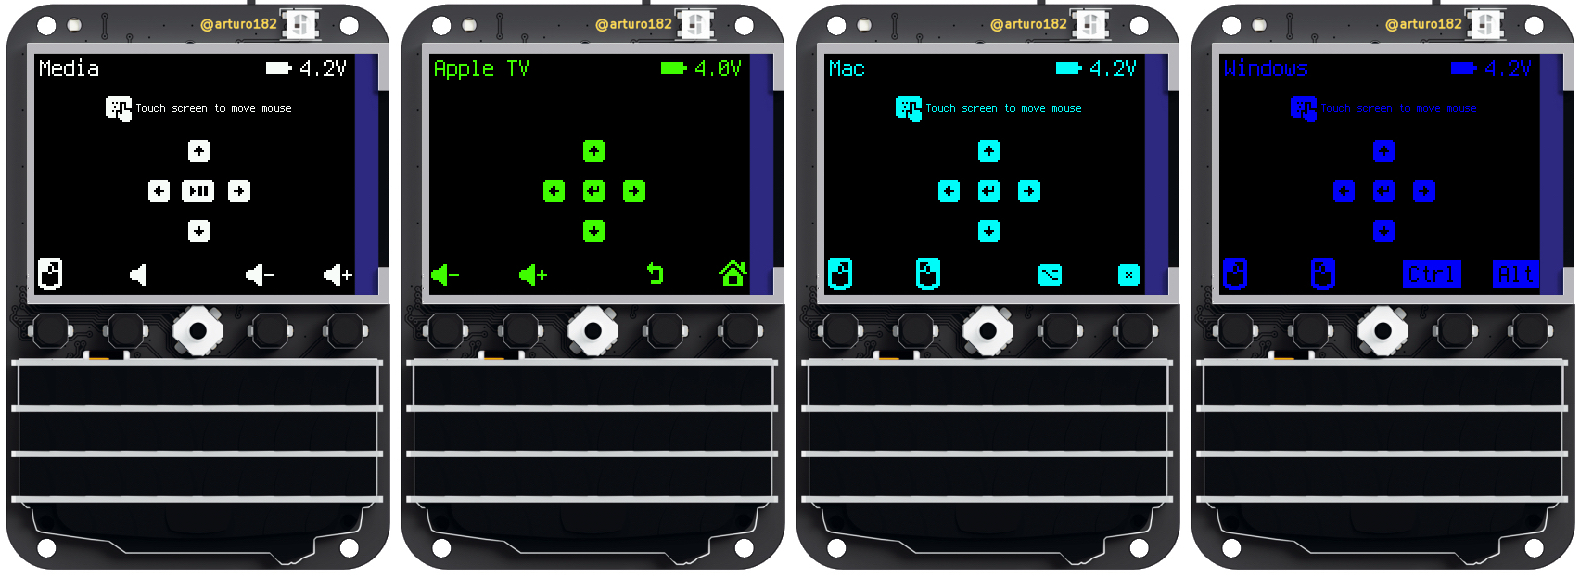 @arturo182
Media 4.2V
Touch screen to move mouse
@arturo182
Apple TV 4.0V
@arturo182
Mac 4.2V
Touch screen to move mouse
@arturo182
Windows 4.2V
Touch screen to move mouse
Ctrl Alt